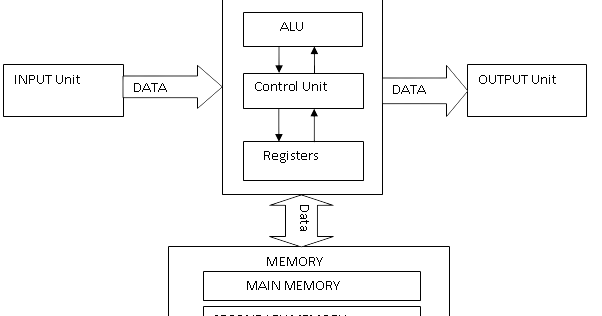 ALU
INPUT Unit
DATA
Control Unit
DATA
OUTPUT Unit
Registers
Data
MEMORY
MAIN MEMORY